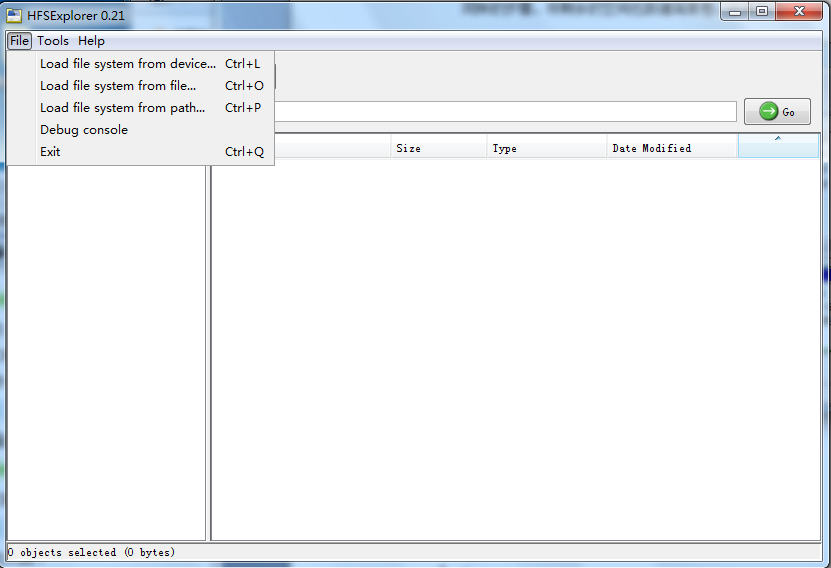 HFSExplorer 0.21
File Tools Help
Load file system from device... Ctrl+L
Load file system from file... Ctrl+O
Load file system from path... Ctrl+P
Debug console
Exit Ctrl+Q
Go
Size Type Date Modified
0 objects selected (0 bytes)